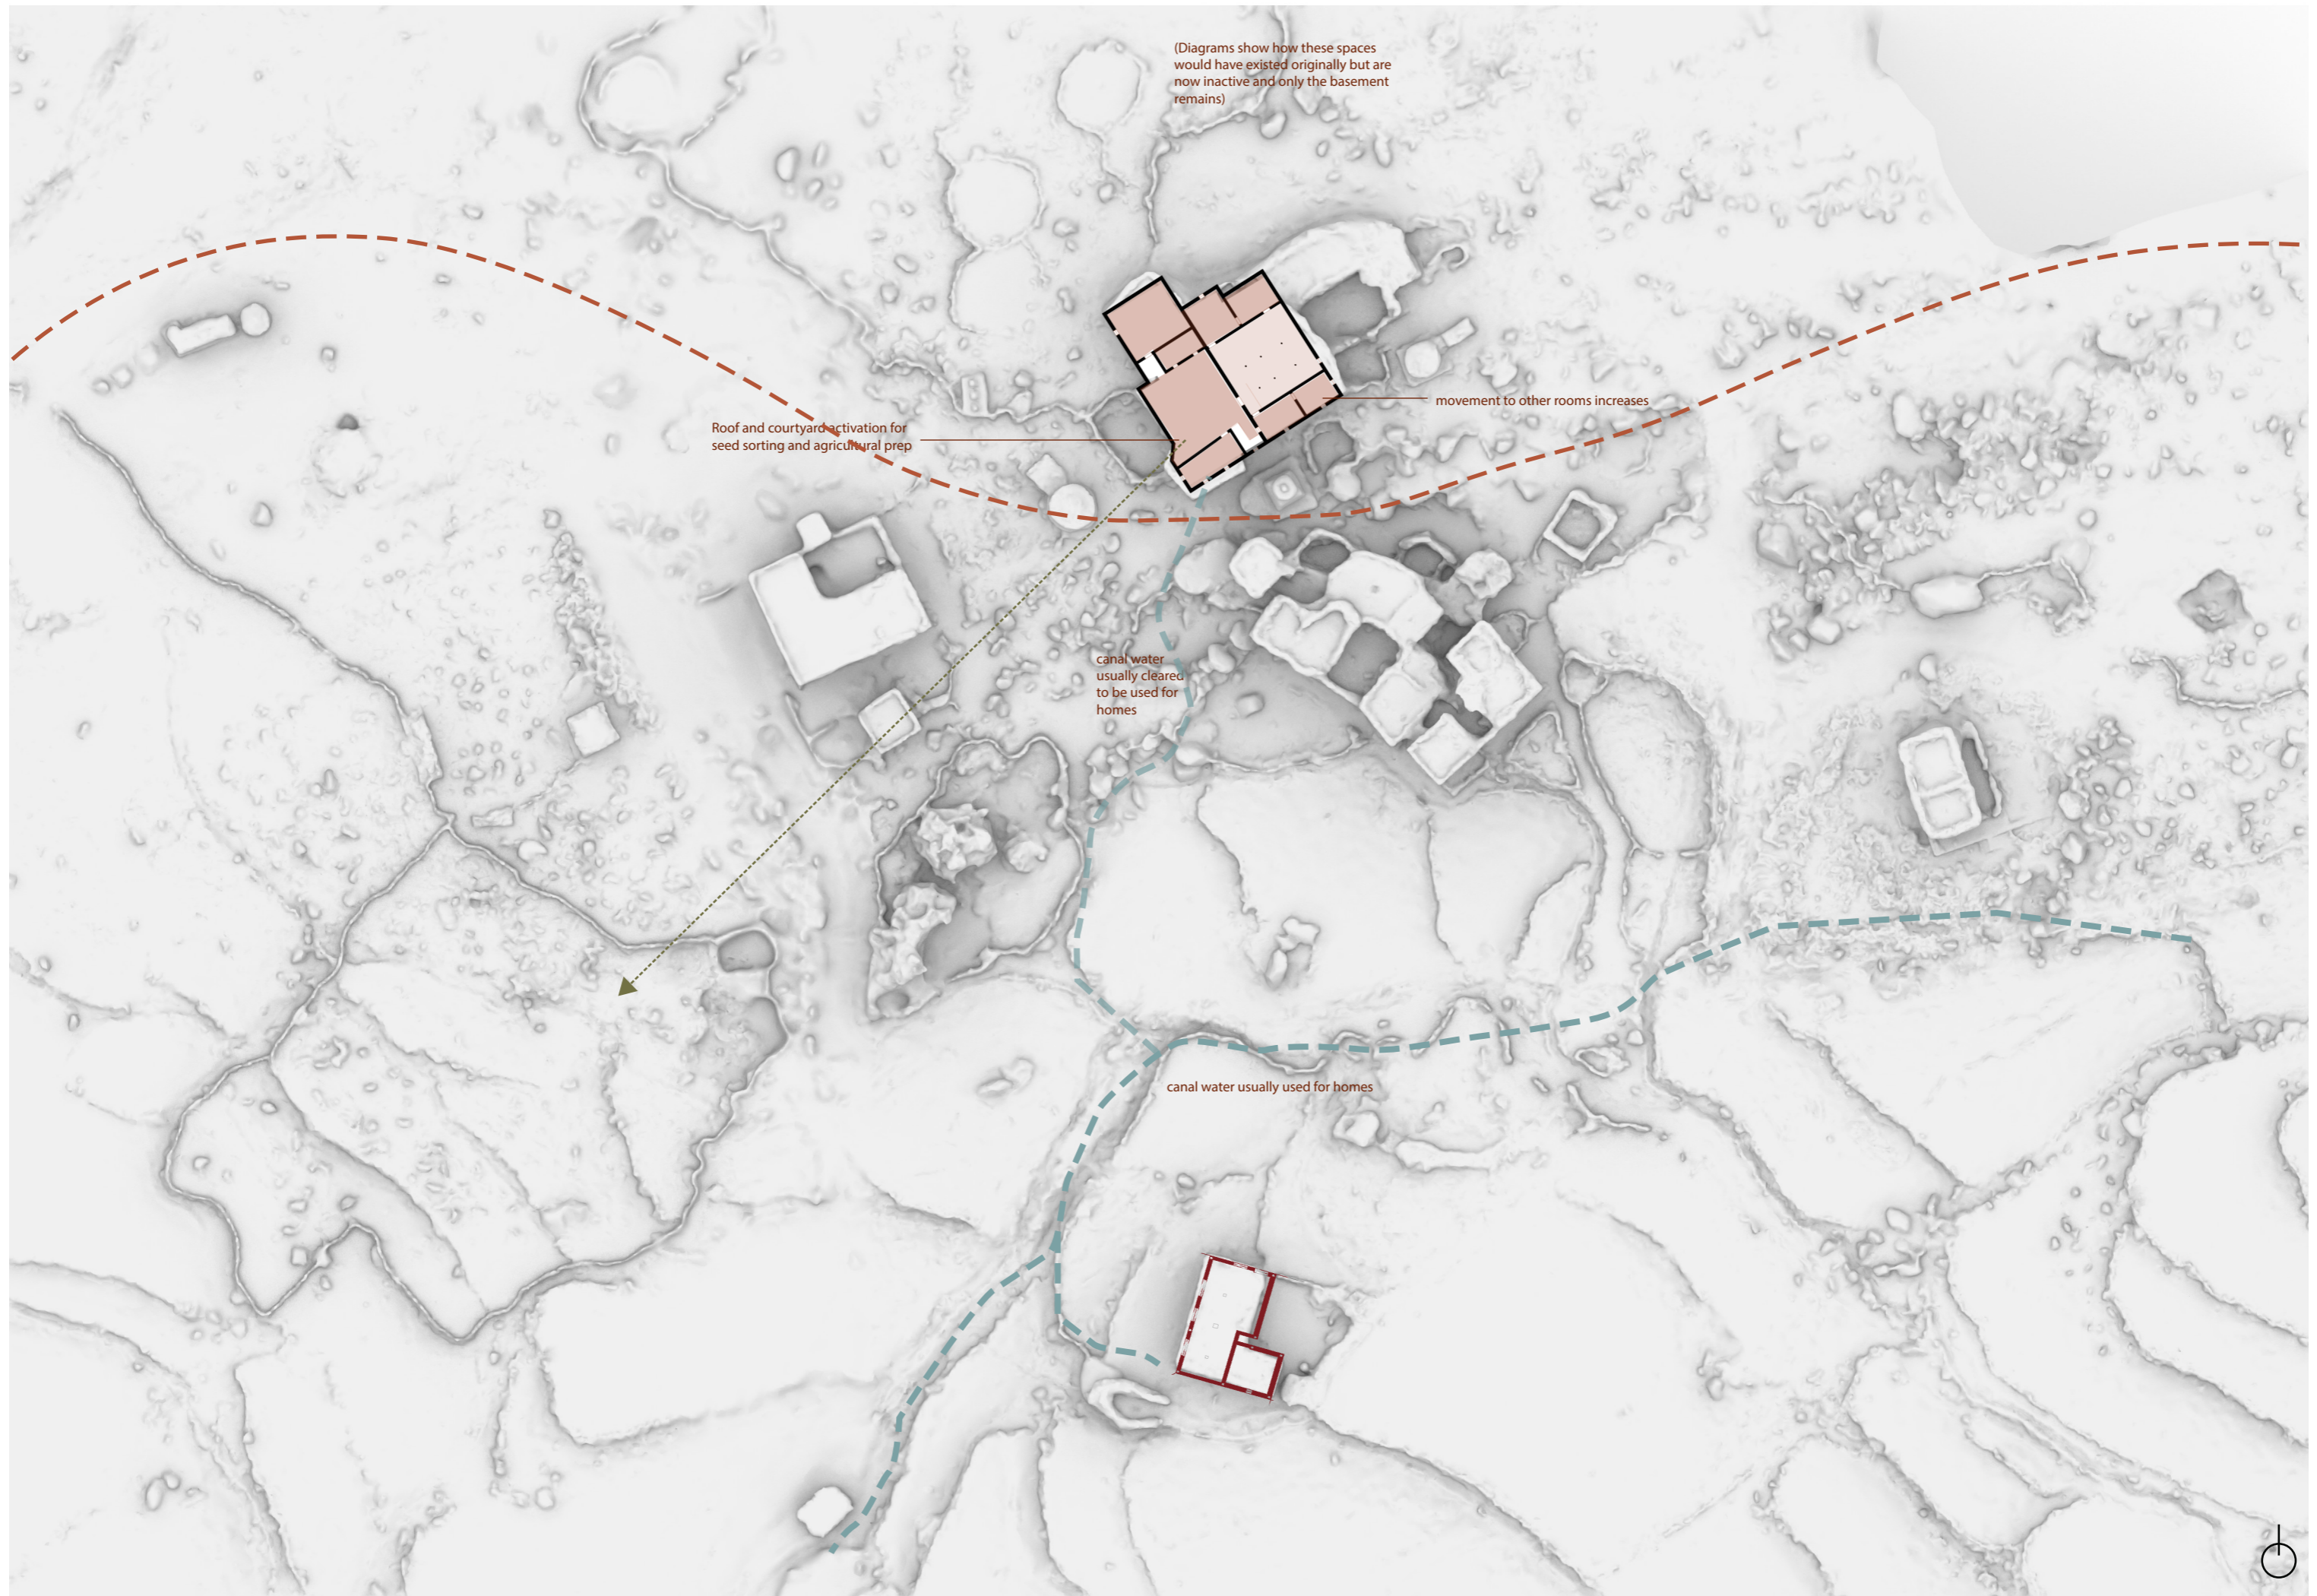 (Diagrams show how these spaces
would have existed originally but are
now inactive and only the basement
remains)
movement to other rooms increases
Roof and courtyard activation for
seed sorting and agricultural prep
canal water
usually cleared
to be used for
homes
canal water usually used for homes